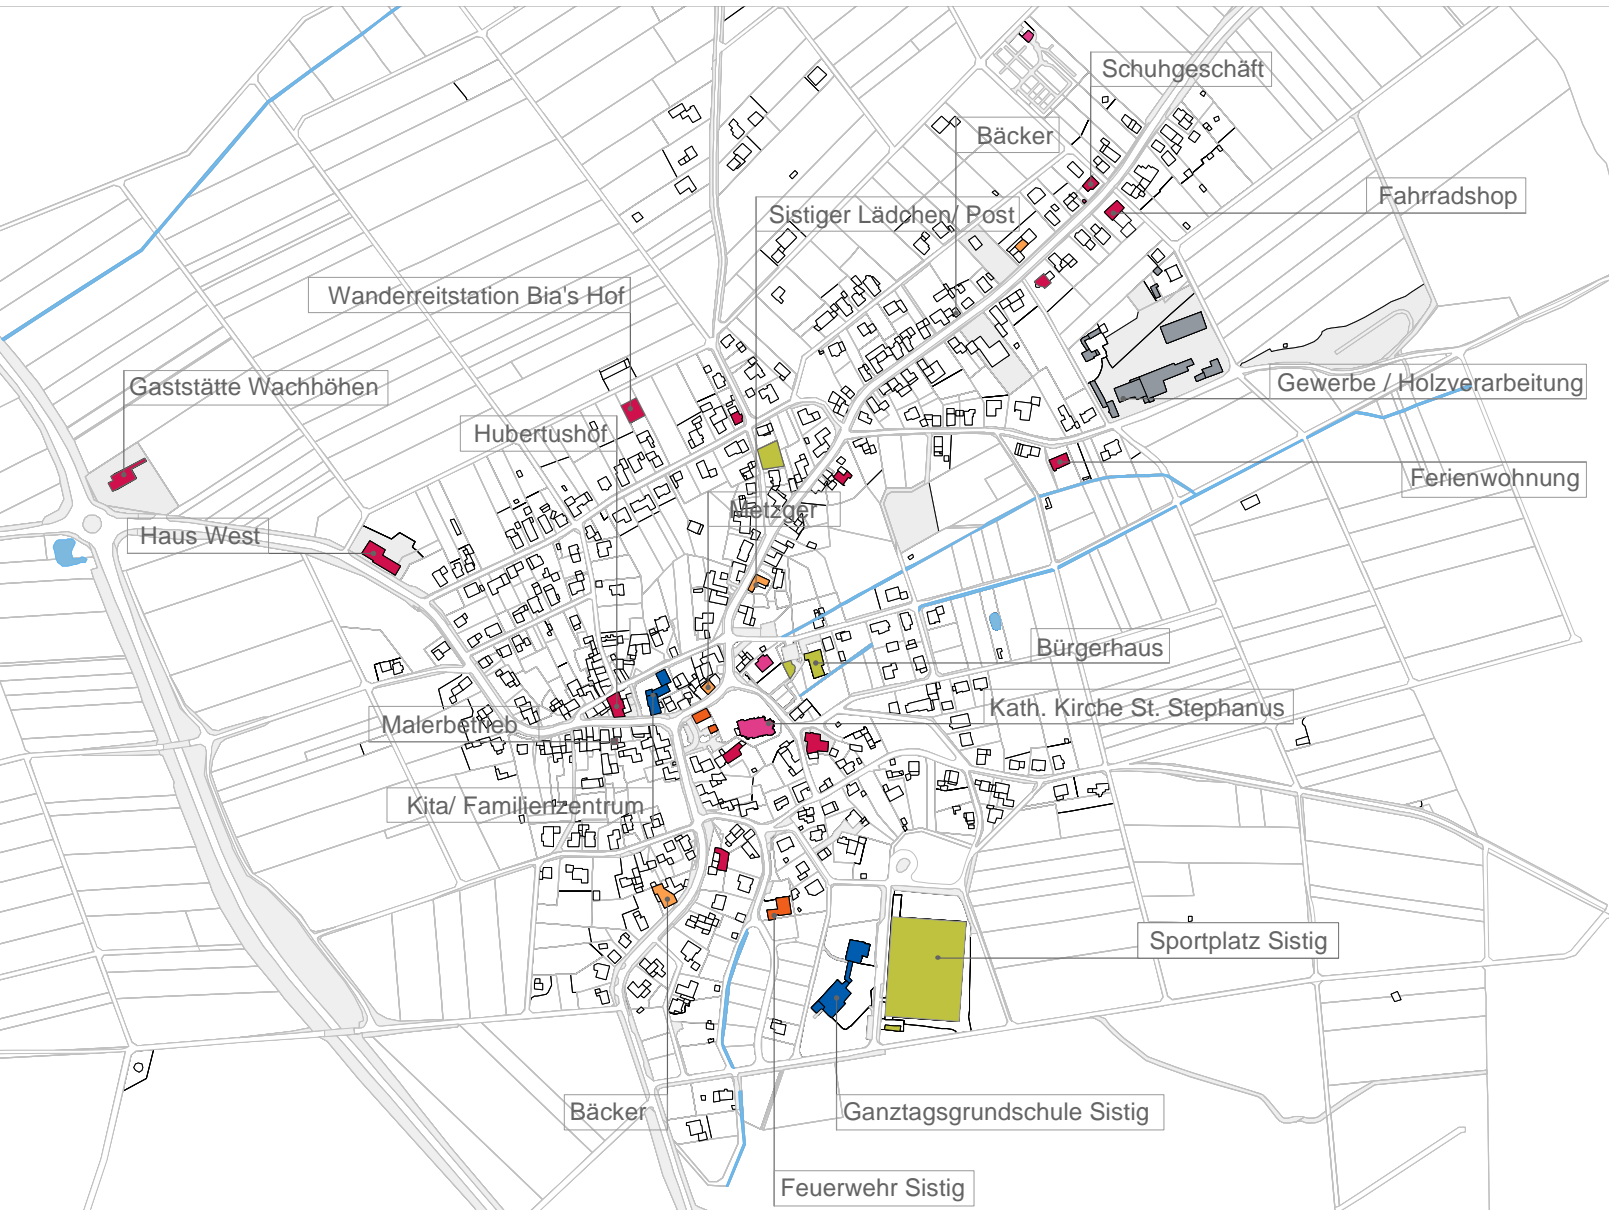 Schuhgeschäft
Bäcker
Fahrradshop
Sistiger Lädchen/ Post
Wanderreitstation Bia's Hof
Gaststätte Wachhöhen
Gewerbe / Holzverarbeitung
Hubertushof
Ferienwohnung
Metzger
Haus West
Bürgerhaus
Kath. Kirche St. Stephanus
Malerbetrieb
Kita/ Familienzentrum
Sportplatz Sistig
Bäcker
Ganztagsgrundschule Sistig
Feuerwehr Sistig